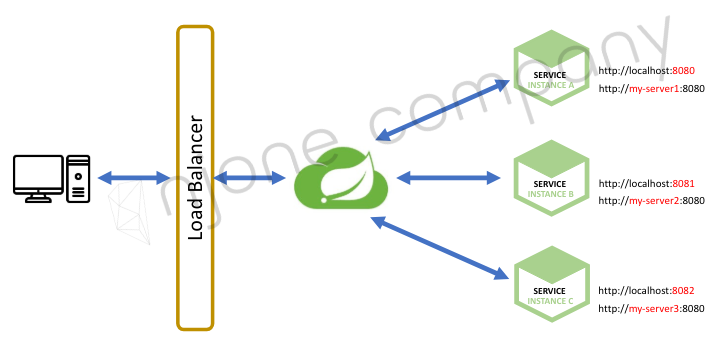 Load Balancer
SERVICE
INSTANCE A
http://localhost:8080
http://my-server1:8080
SERVICE
INSTANCE B
http://localhost:8081
http://my-server2:8080
SERVICE
INSTANCE C
http://localhost:8082
http://my-server3:8080
njone company